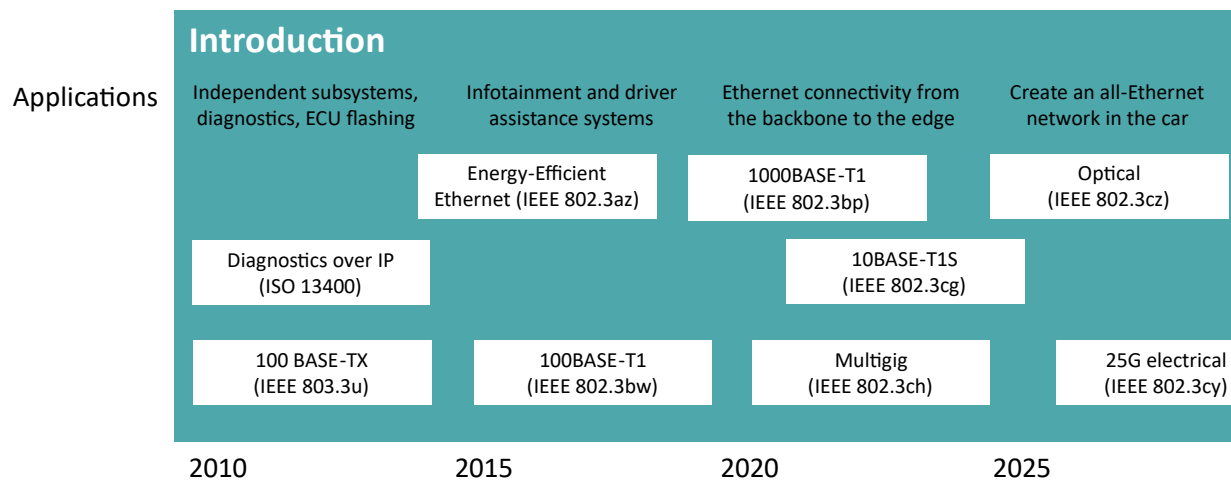 Introduction
Applications
Independent subsystems,
diagnostics, ECU flashing
Infotainment and driver
assistance systems
Ethernet connectivity from
the backbone to the edge
Create an all-Ethernet
network in the car
Energy-Efficient
Ethernet (IEEE 802.3az)
1000BASE-T1
(IEEE 802.3bp)
Optical
(IEEE 802.3cz)
Diagnostics over IP
(ISO 13400)
10BASE-T1S
(IEEE 802.3cg)
100 BASE-TX
(IEEE 803.3u)
100BASE-T1
(IEEE 802.3bw)
Multigig
(IEEE 802.3ch)
25G electrical
(IEEE 802.3cy)
2010
2015
2020
2025